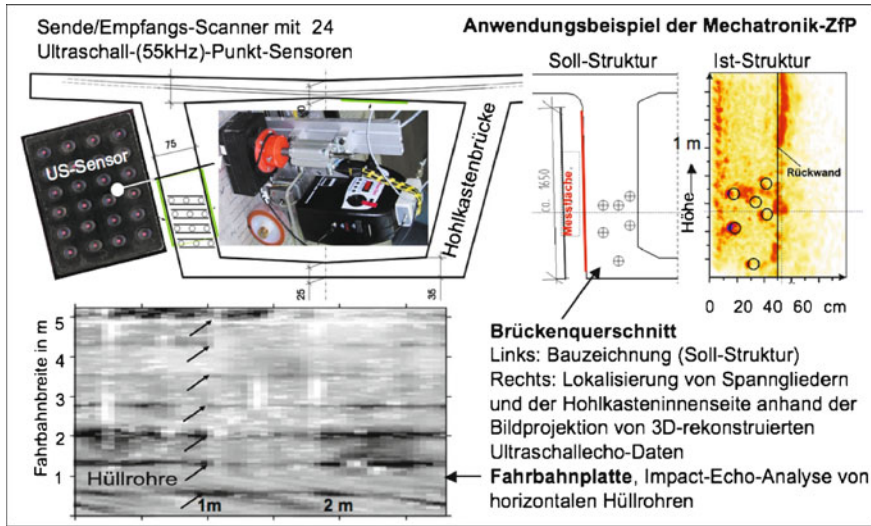 Sende/Empfangs-Scanner mit 24
Ultraschall-(55kHz)-Punkt-Sensoren
Anwendungsbeispiel der Mechatronik-ZfP
Soll-Struktur
Ist-Struktur
US-Sensor
75
Hohlkastenbrücke
25
35
ca. 1650
Messfläche.
1 m
Höhe
Rückwand
0 20 40 60 cm
Fahrbahnbreite in m
5
4
3
2
1
Hüllrohre
1m
2 m
Brückenquerschnitt
Links: Bauzeichnung (Soll-Struktur)
Rechts: Lokalisierung von Spanngliedern
und der Hohlkasteninnenseite anhand der
Bildprojektion von 3D-rekonstruierten
Ultraschallecho-Daten
Fahrbahnplatte, Impact-Echo-Analyse von
horizontalen Hüllrohren